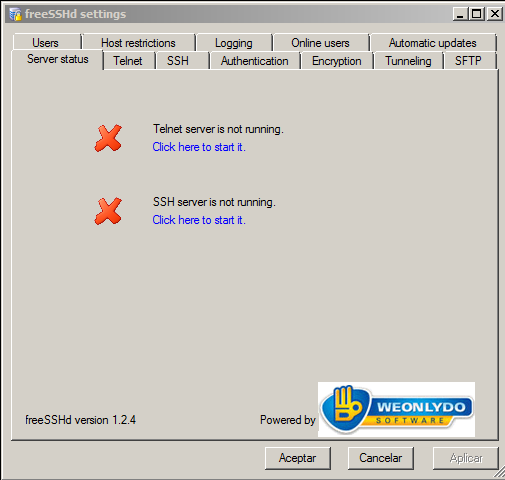 freeSSHd settings
Users Host restrictions Logging Online users Automatic updates
Server status Telnet SSH Authentication Encryption Tunneling SFTP
Telnet server is not running.
Click here to start it.
SSH server is not running.
Click here to start it.
freeSSHd version 1.2.4
Powered by
WEONLYDO
SOFTWARE
Aceptar Cancelar Aplicar